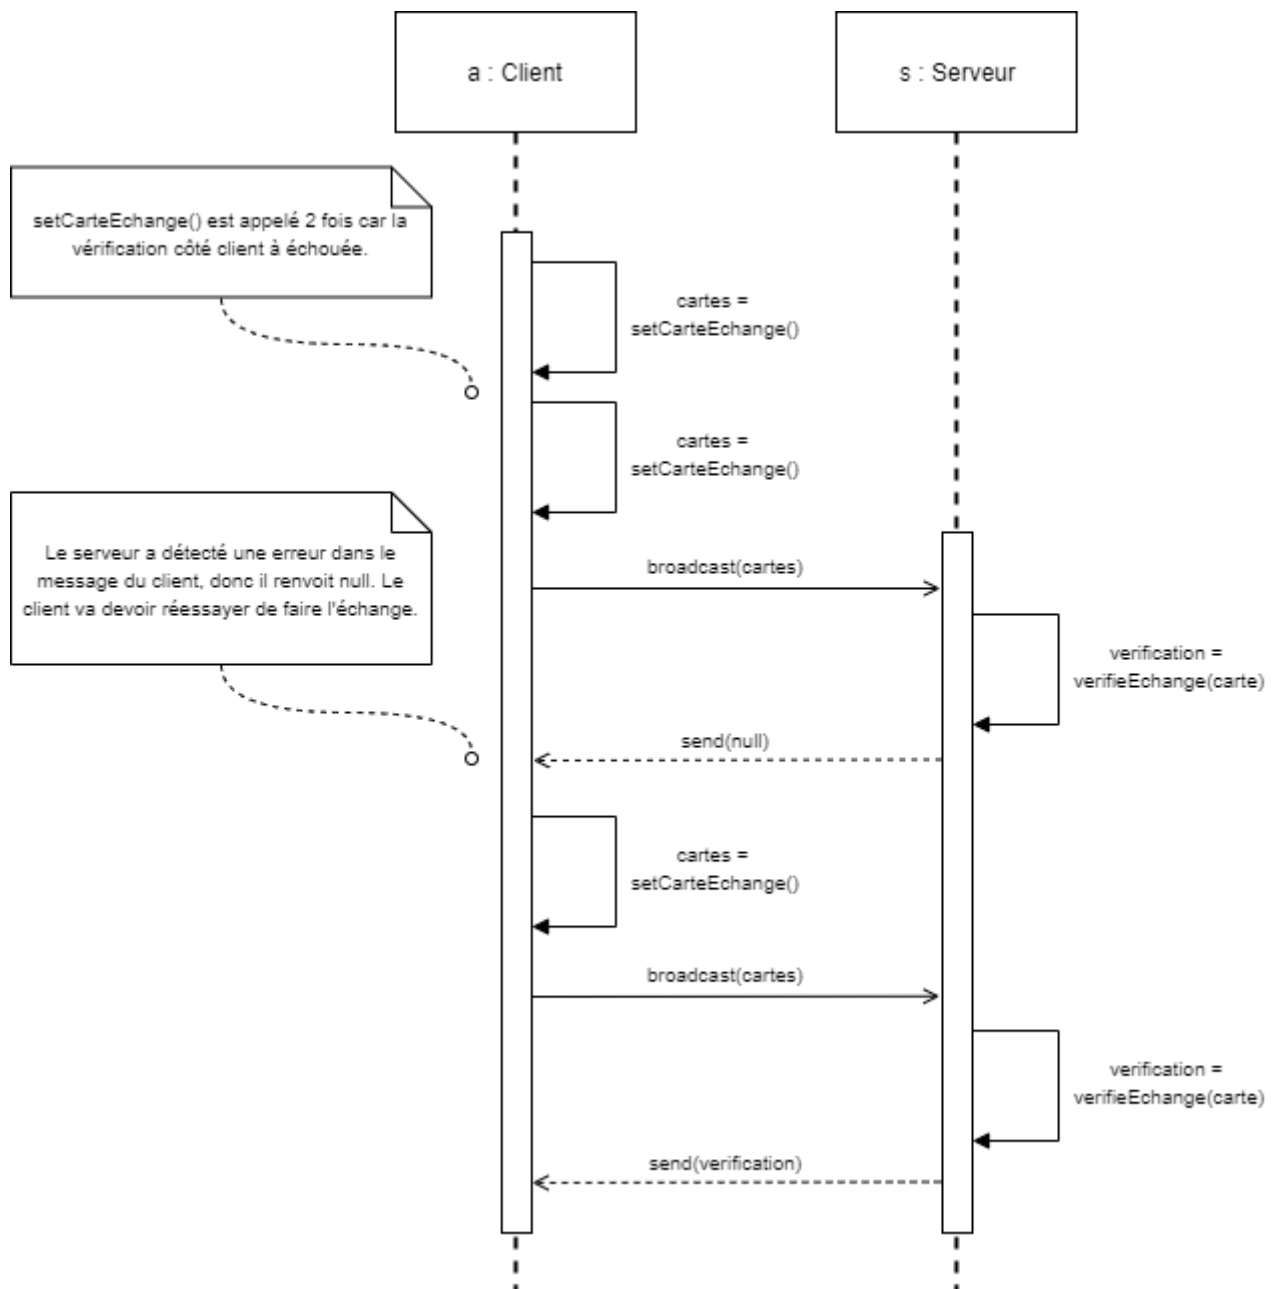 a : Client
s : Serveur
setCarteEchange() est appelé 2 fois car la
vérification côté client à échouée.
cartes =
setCarteEchange()
cartes =
setCarteEchange()
Le serveur a détecté une erreur dans le
message du client, donc il renvoit null. Le
client va devoir réessayer de faire l'échange.
broadcast(cartes)
verification =
verifieEchange(carte)
send(null)
cartes =
setCarteEchange()
broadcast(cartes)
verification =
verifieEchange(carte)
send(verification)